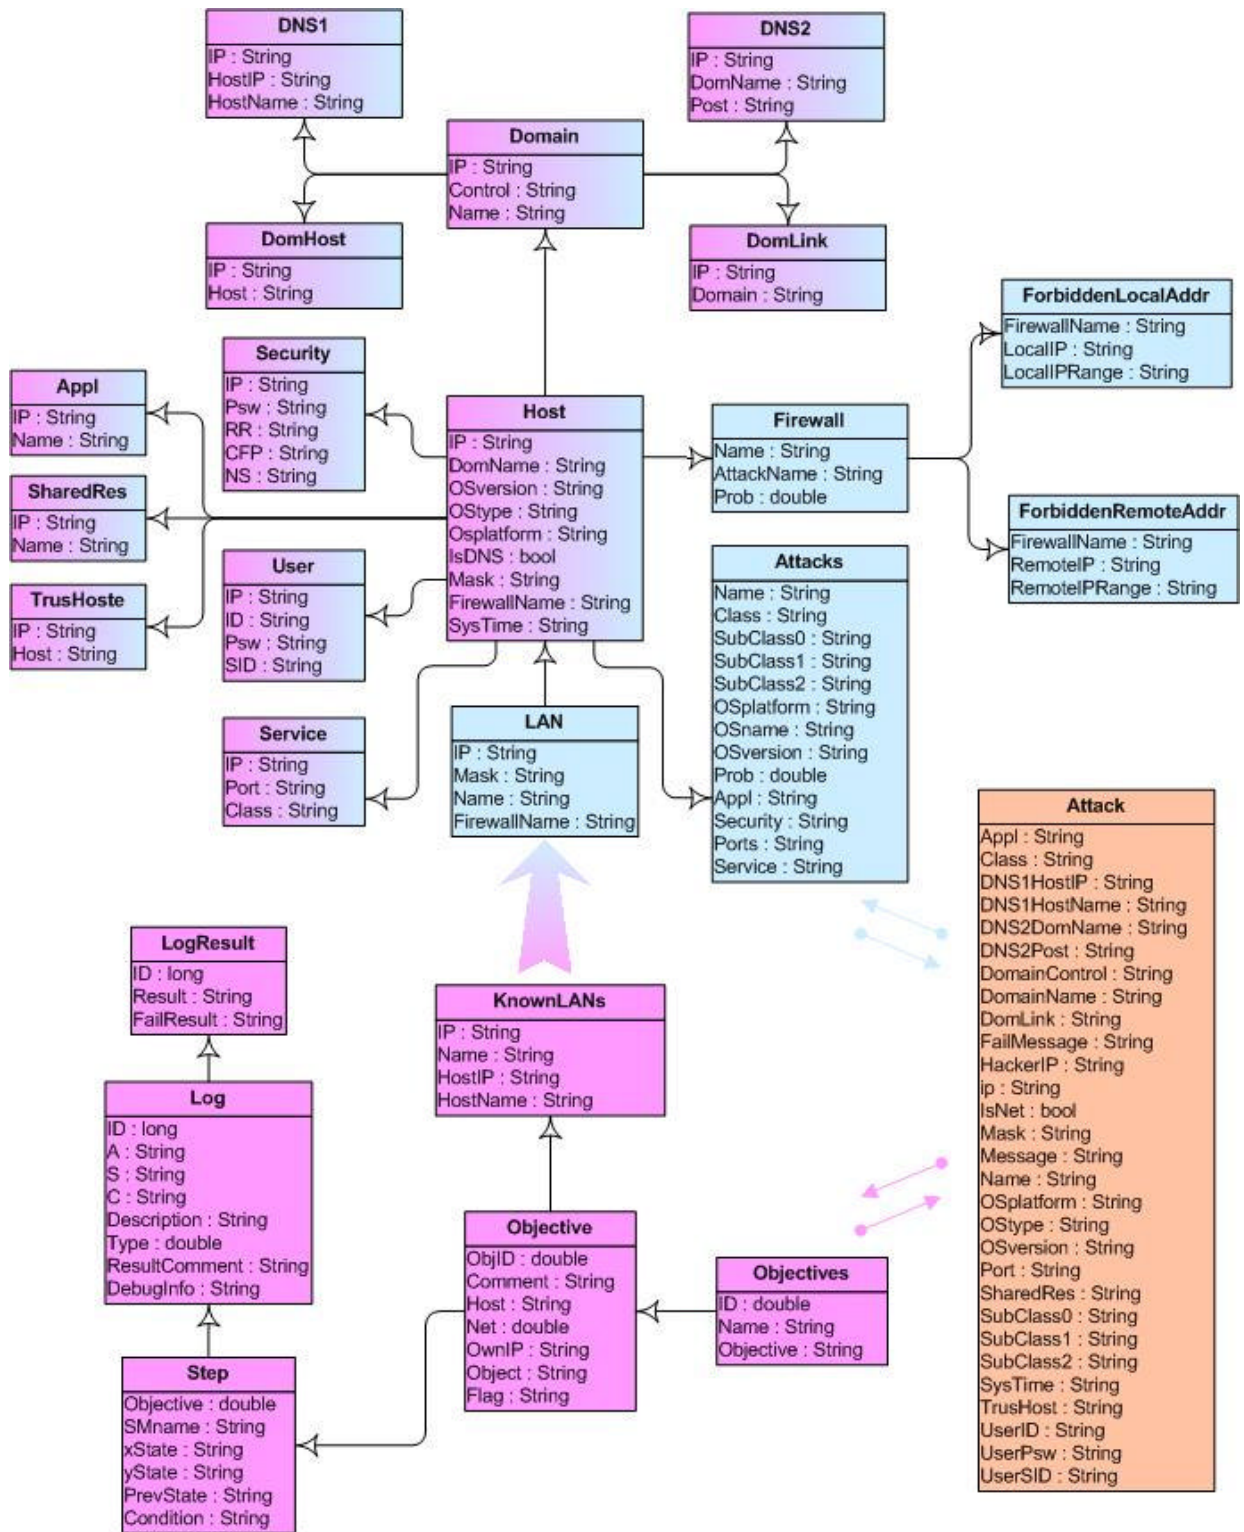 DNS1
IP : String
HostIP : String
HostName : String
DNS2
IP : String
DomName : String
Post : String
Domain
IP : String
Control : String
Name : String
DomHost
IP : String
Host : String
DomLink
IP : String
Domain : String
ForbiddenLocalAddr
FirewallName : String
LocalIP : String
LocalIPRange : String
Security
IP : String
Psw : String
RR : String
CFP : String
NS : String
Appl
IP : String
Name : String
Host
IP : String
DomName : String
OSversion : String
OStype : String
Osplatform : String
IsDNS : bool
Mask : String
FirewallName : String
SysTime : String
Firewall
Name : String
AttackName : String
Prob : double
SharedRes
IP : String
Name : String
ForbiddenRemoteAddr
FirewallName : String
RemoteIP : String
RemoteIPRange : String
User
IP : String
ID : String
Psw : String
SID : String
TrusHoste
IP : String
Host : String
Attacks
Name : String
Class : String
SubClass0 : String
SubClass1 : String
SubClass2 : String
OSplatform : String
OSname : String
OSversion : String
Prob : double
Appl : String
Security : String
Ports : String
Service : String
Service
IP : String
Port : String
Class : String
LAN
IP : String
Mask : String
Name : String
FirewallName : String
Attack
Appl : String
Class : String
DNS1HostIP : String
DNS1HostName : String
DNS2DomName : String
DNS2Post : String
DomainControl : String
DomainName : String
DomLink : String
FailMessage : String
HackerIP : String
ip : String
IsNet : bool
Mask : String
Message : String
Name : String
OSplatform : String
OStype : String
OSversion : String
Port : String
SharedRes : String
SubClass0 : String
SubClass1 : String
SubClass2 : String
SysTime : String
TrusHost : String
UserID : String
UserPsw : String
UserSID : String
LogResult
ID : long
Result : String
FailResult : String
KnownLANs
IP : String
Name : String
HostIP : String
HostName : String
Log
ID : long
A : String
S : String
C : String
Description : String
Type : double
ResultComment : String
DebugInfo : String
Objective
ObjID : double
Comment : String
Host : String
Net : double
OwnIP : String
Object : String
Flag : String
Objectives
ID : double
Name : String
Objective : String
Step
Objective : double
SMname : String
xState : String
yState : String
PrevState : String
Condition : String